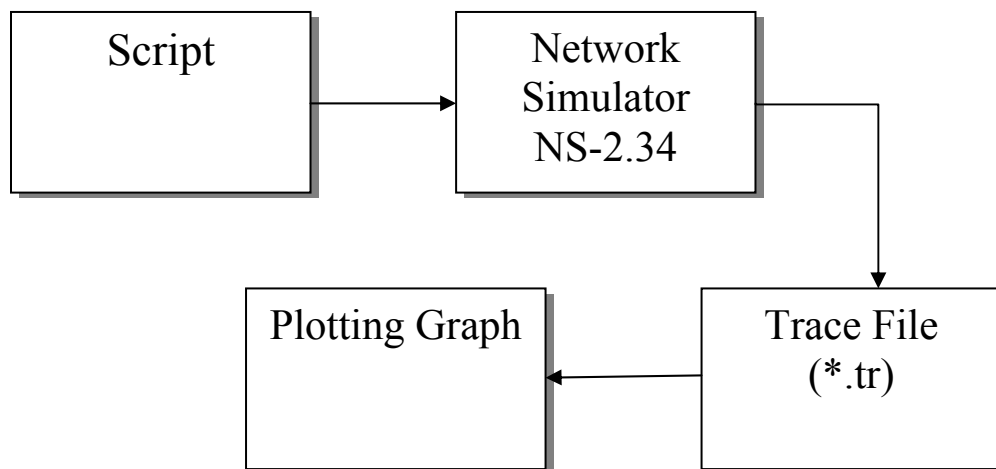 Script
Network
Simulator
NS-2.34
Plotting Graph
Trace File
(*.tr)